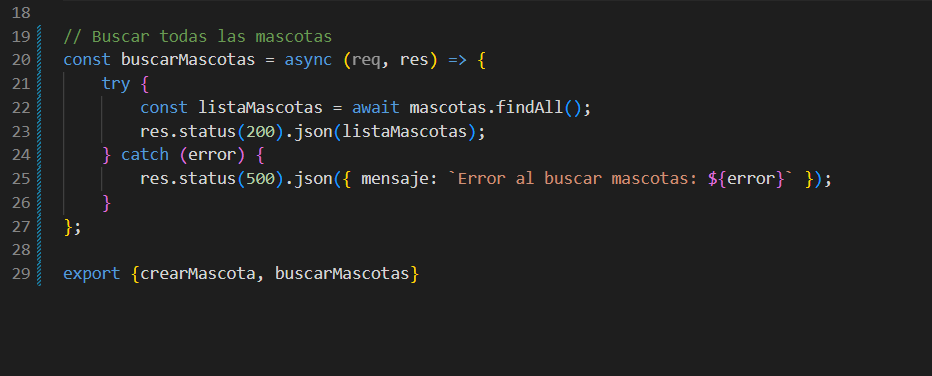 18
19 // Buscar todas las mascotas
20 const buscarMascotas = async (req, res) => {
21     try {
22         const listaMascotas = await mascotas.findAll();
23         res.status(200).json(listaMascotas);
24     } catch (error) {
25         res.status(500).json({ mensaje: `Error al buscar mascotas: ${error}` });
26     }
27 };
28
29 export {crearMascota, buscarMascotas}